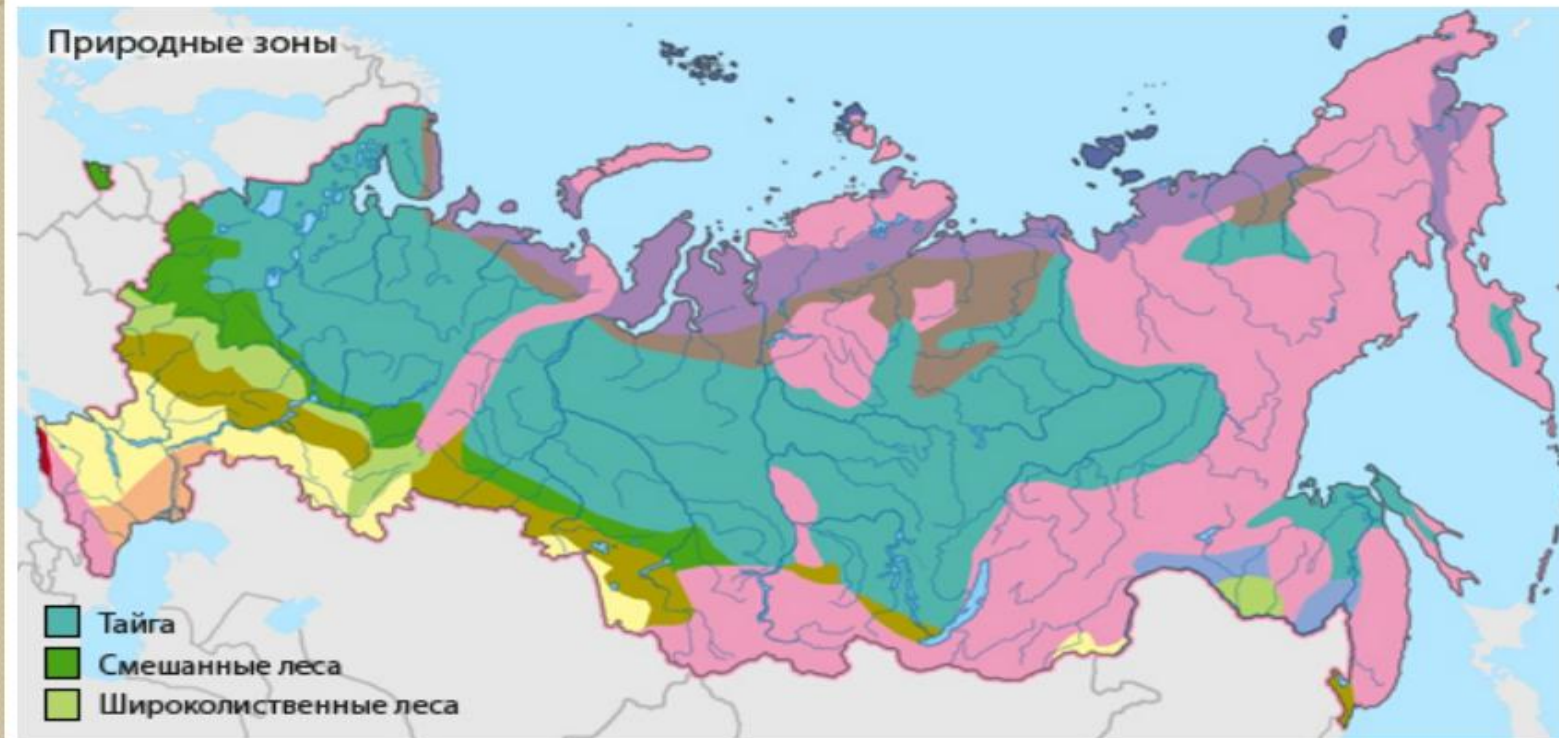 Природные зоны
Тайга
Смешанные леса
Широколиственные леса